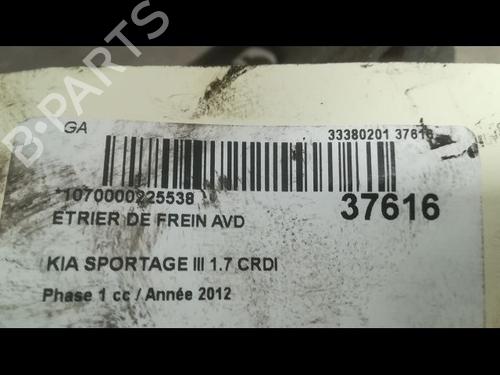 GA
33380201 37616
*1070000225538
37616
ETRIER DE FREIN AVD
KIA SPORTAGE III 1.7 CRDI
Phase 1 cc / Année 2012
B-PARTS